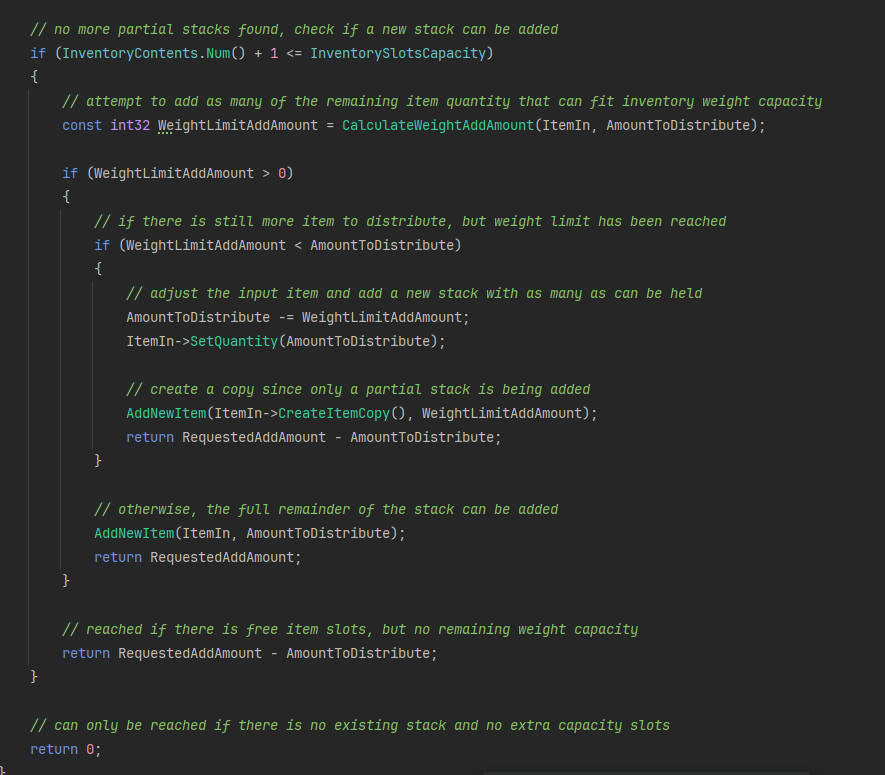 // no more partial stacks found, check if a new stack can be added
if (InventoryContents.Num() + 1 <= InventorySlotsCapacity)
{
// attempt to add as many of the remaining item quantity that can fit inventory weight capacity
const int32 WeightLimitAddAmount = CalculateWeightAddAmount(ItemIn, AmountToDistribute);
if (WeightLimitAddAmount > 0)
{
// if there is still more item to distribute, but weight limit has been reached
if (WeightLimitAddAmount < AmountToDistribute)
{
// adjust the input item and add a new stack with as many as can be held
AmountToDistribute -= WeightLimitAddAmount;
ItemIn->SetQuantity(AmountToDistribute);
// create a copy since only a partial stack is being added
AddNewItem(ItemIn->CreateItemCopy(), WeightLimitAddAmount);
return RequestedAddAmount - AmountToDistribute;
}
// otherwise, the full remainder of the stack can be added
AddNewItem(ItemIn, AmountToDistribute);
return RequestedAddAmount;
}
// reached if there is free item slots, but no remaining weight capacity
return RequestedAddAmount - AmountToDistribute;
}
// can only be reached if there is no existing stack and no extra capacity slots
return 0;
}